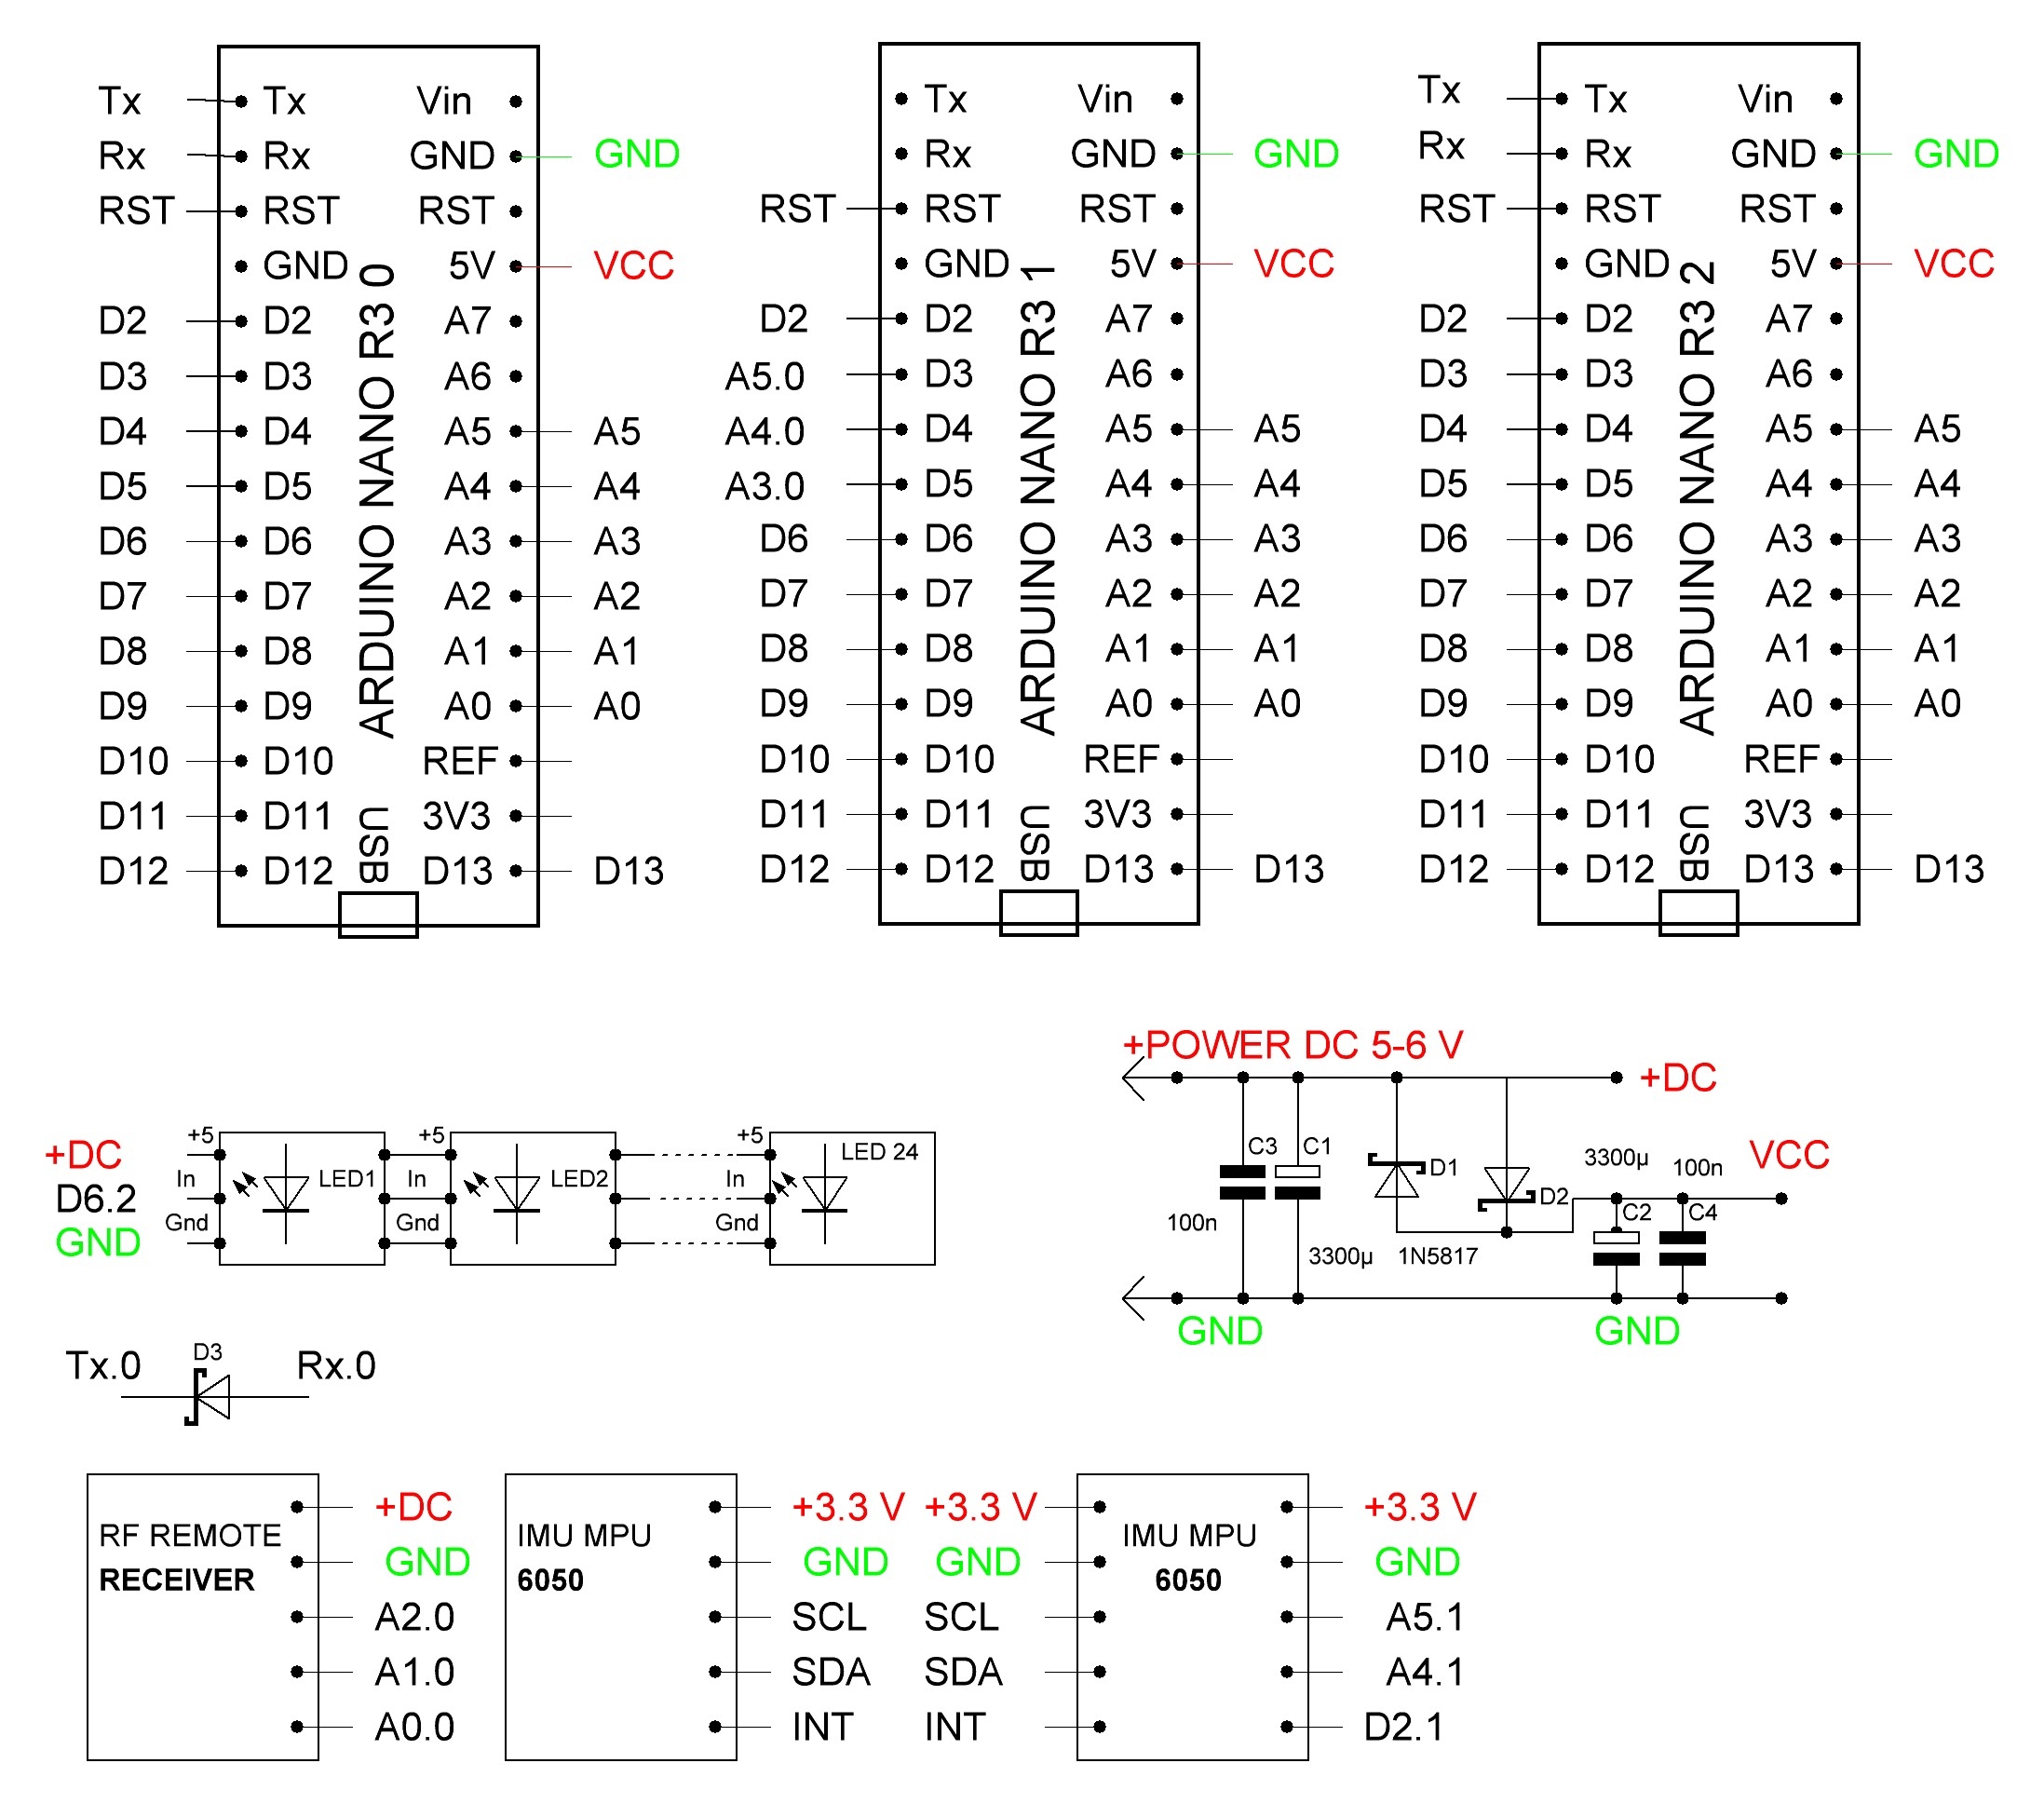 Tx Tx Vin
Rx Rx GND GND
RST RST RST
GND 5V VCC
D2 D2 A7
D3 D3 A6
D4 D4 A5 A5
D5 D5 A4 A4
D6 D6 A3 A3
D7 D7 A2 A2
D8 D8 A1 A1
D9 D9 A0 A0
D10 D10 REF
D11 D11 3V3
D12 D12 D13 D13
ARDUINO NANO R3 0
USB
Tx Vin
Rx GND GND
RST RST RST
GND 5V VCC
D2 D2 A7
A5.0 D3 A6
A4.0 D4 A5 A5
A3.0 D5 A4 A4
D6 D6 A3 A3
D7 D7 A2 A2
D8 D8 A1 A1
D9 D9 A0 A0
D10 D10 REF
D11 D11 3V3
D12 D12 D13 D13
ARDUINO NANO R3 1
USB
Tx Tx Vin
Rx Rx GND GND
RST RST RST
GND 5V VCC
D2 D2 A7
D3 D3 A6
D4 D4 A5 A5
D5 D5 A4 A4
D6 D6 A3 A3
D7 D7 A2 A2
D8 D8 A1 A1
D9 D9 A0 A0
D10 D10 REF
D11 D11 3V3
D12 D12 D13 D13
ARDUINO NANO R3 2
USB
+DC +5 +5 +5 LED 24
D6.2 In LED1 In LED2 In
GND Gnd Gnd Gnd
+POWER DC 5-6 V
+DC
C3 C1 D1 3300µ 100n VCC
D2 C2 C4
100n 3300µ 1N5817
GND GND
D3
Tx.0 Rx.0
RF REMOTE
RECEIVER
+DC
GND
A2.0
A1.0
A0.0
IMU MPU
6050
+3.3 V
GND
SCL
SDA
INT
+3.3 V
GND
SCL
SDA
INT
IMU MPU
6050
+3.3 V
GND
A5.1
A4.1
D2.1